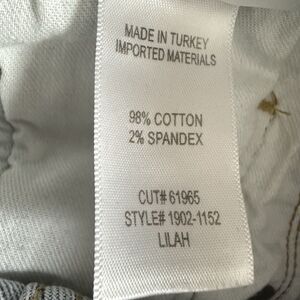 MADE IN TURKEY
IMPORTED MATERIALS
98% COTTON
2% SPANDEX
CUT# 61965
STYLE# 1902-1152
LILAH